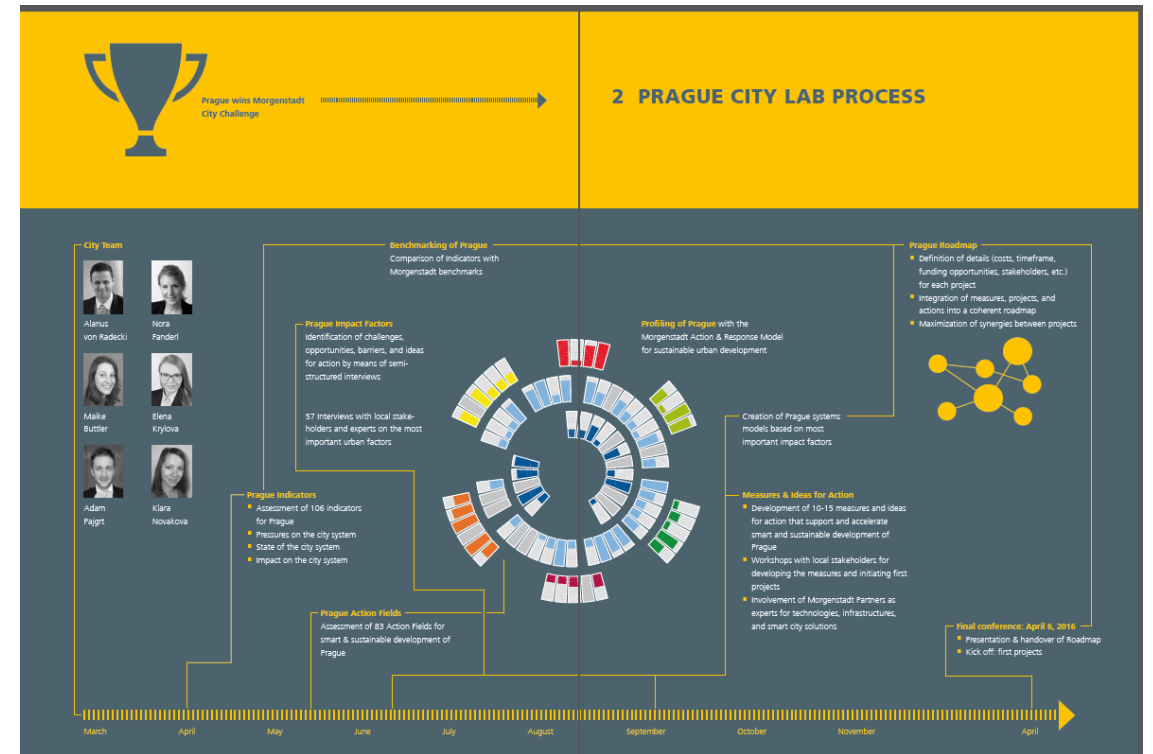 Prague wins Morgenstadt
City Challenge
2 PRAGUE CITY LAB PROCESS
City Team
Alanus
von Radecki
Nora
Fanderl
Maike
Buttler
Elena
Krylova
Adam
Pajgrt
Klara
Novakova
Benchmarking of Prague
Comparison of Indicators with
Morgenstadt benchmarks
Prague Impact Factors
Identification of challenges,
opportunities, barriers, and ideas
for action by means of semi-
structured interviews
57 Interviews with local stake-
holders and experts on the most
important urban factors
Prague Indicators
Assessment of 106 indicators
for Prague
Pressures on the city system
State of the city system
Impact on the city system
Prague Action Fields
Assessment of 83 Action Fields for
smart & sustainable development of
Prague
Profiling of Prague with the
Morgenstadt Action & Response Model
for sustainable urban development
Creation of Prague systems
models based on most
important impact factors
Measures & Ideas for Action
Development of 10-15 measures and ideas
for action that support and accelerate
smart and sustainable development of
Prague
Workshops with local stakeholders for
developing the measures and initiating first
projects
Involvement of Morgenstadt Partners as
experts for technologies, infrastructures,
and smart city solutions
Prague Roadmap
Definition of details (costs, timeframe,
funding opportunities, stakeholders, etc.)
for each project
Integration of measures, projects, and
actions into a coherent roadmap
Maximization of synergies between projects
Final conference: April 6, 2016
Presentation & handover of Roadmap
Kick off: first projects
March April May June July August September October November April